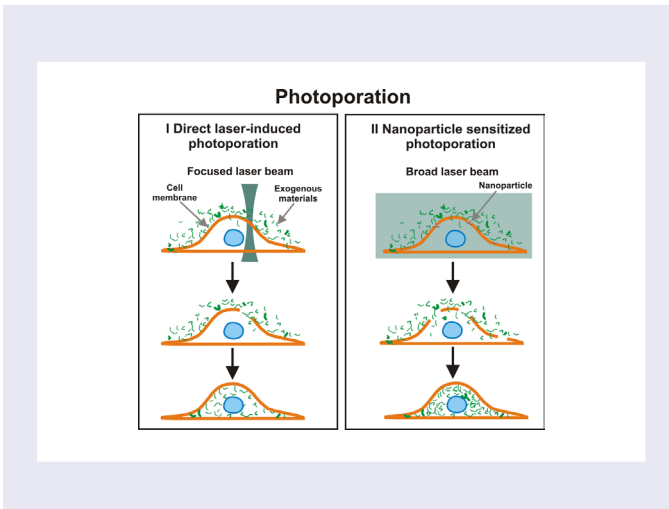 Photoporation
I Direct laser-induced
photoporation
Focused laser beam
Cell
membrane
Exogenous
materials
II Nanoparticle sensitized
photoporation
Broad laser beam
Nanoparticle